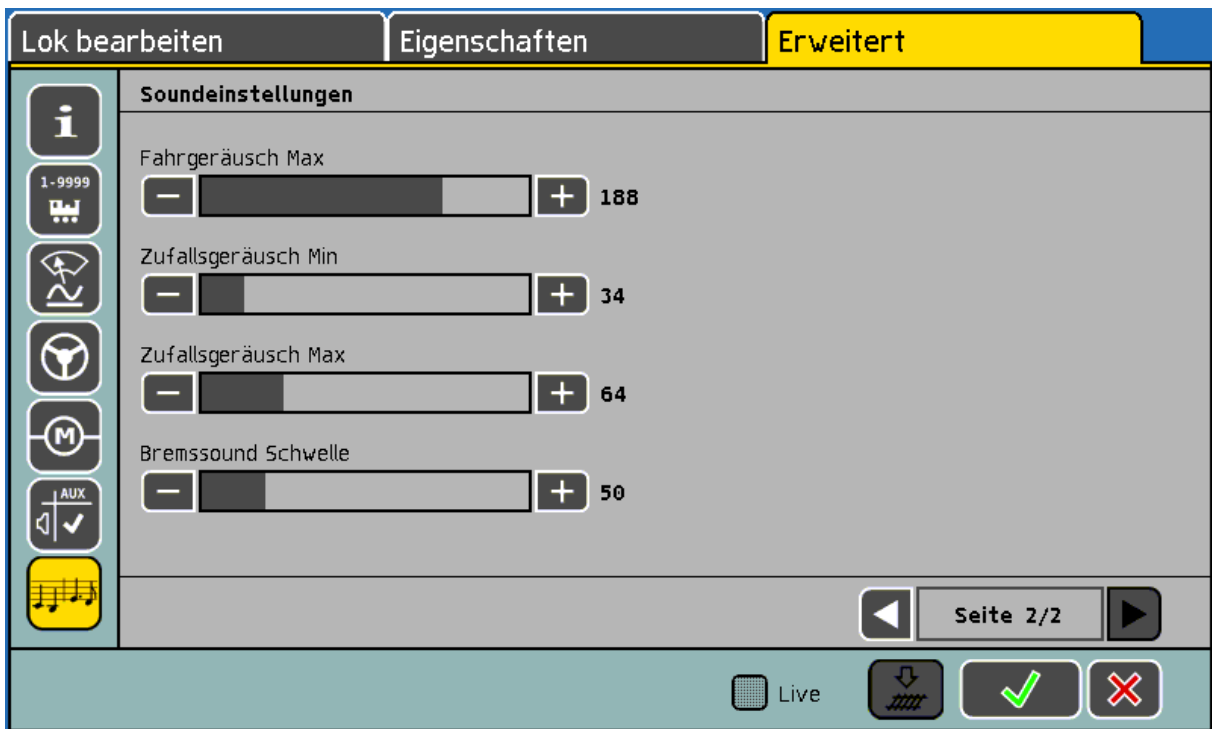 Lok bearbeiten
Eigenschaften
Erweitert
Soundeinstellungen
1-9999
Fahrgeräusch Max
188
Zufallsgeräusch Min
34
Zufallsgeräusch Max
64
M
Bremssound Schwelle
50
AUX
Seite 2/2
Live